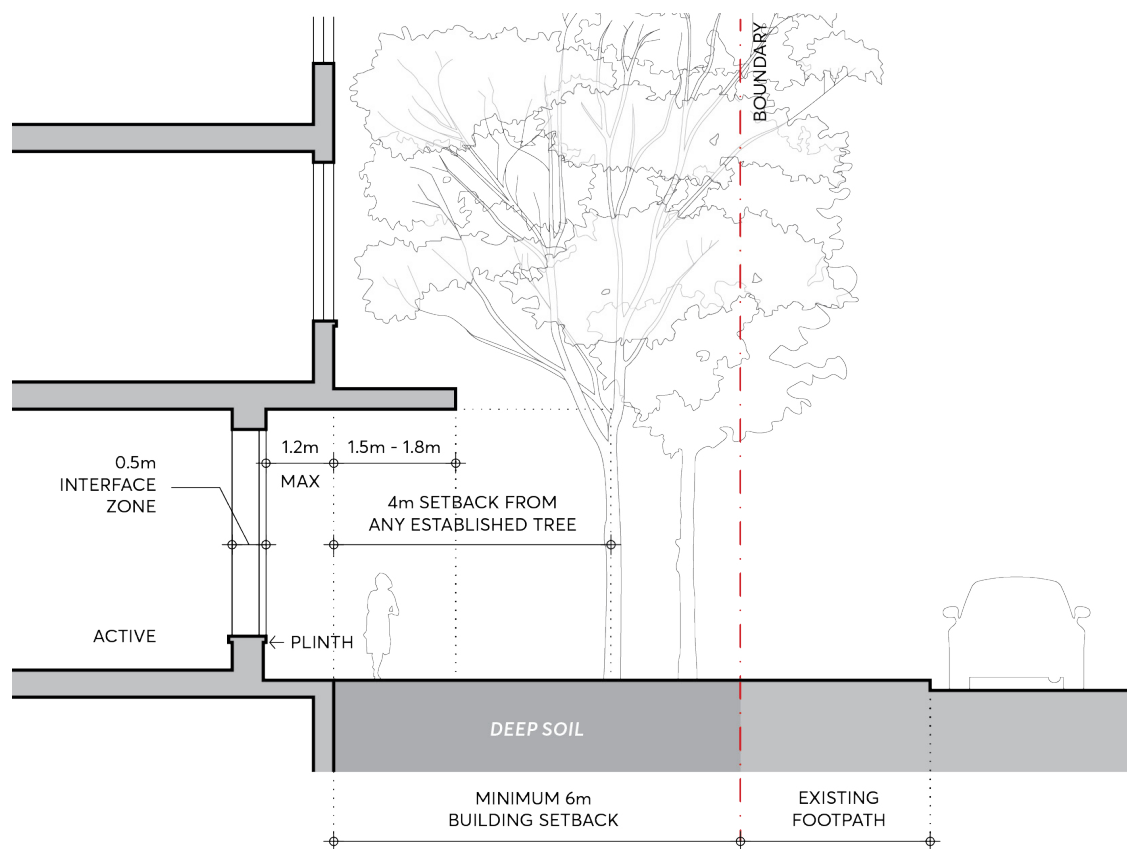 BOUNDARY
1.2m
MAX
1.5m - 1.8m
0.5m
INTERFACE
ZONE
4m SETBACK FROM
ANY ESTABLISHED TREE
ACTIVE
← PLINTH
DEEP SOIL
MINIMUM 6m
BUILDING SETBACK
EXISTING
FOOTPATH